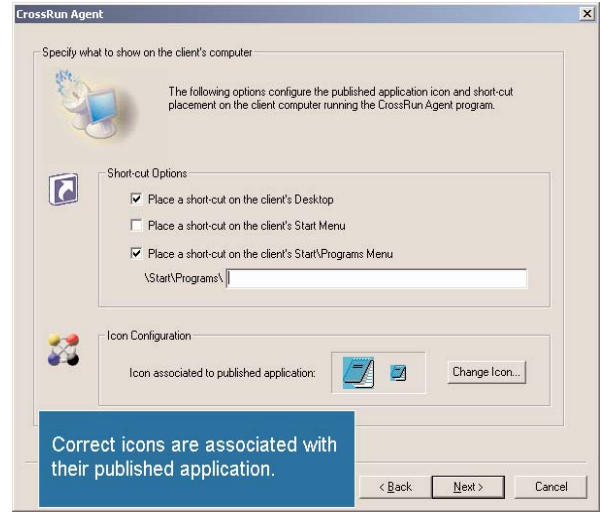 CrossRun Agent
Specify what to show on the client's computer
The following options configure the published application icon and short-cut
placement on the client computer running the CrossRun Agent program.
Short-cut Options
Place a short-cut on the client's Desktop
Place a short-cut on the client's Start Menu
Place a short-cut on the client's Start\Programs Menu
\Start\Programs\
Icon Configuration
Icon associated to published application:
Change Icon...
Correct icons are associated with
their published application.
< Back
Next >
Cancel